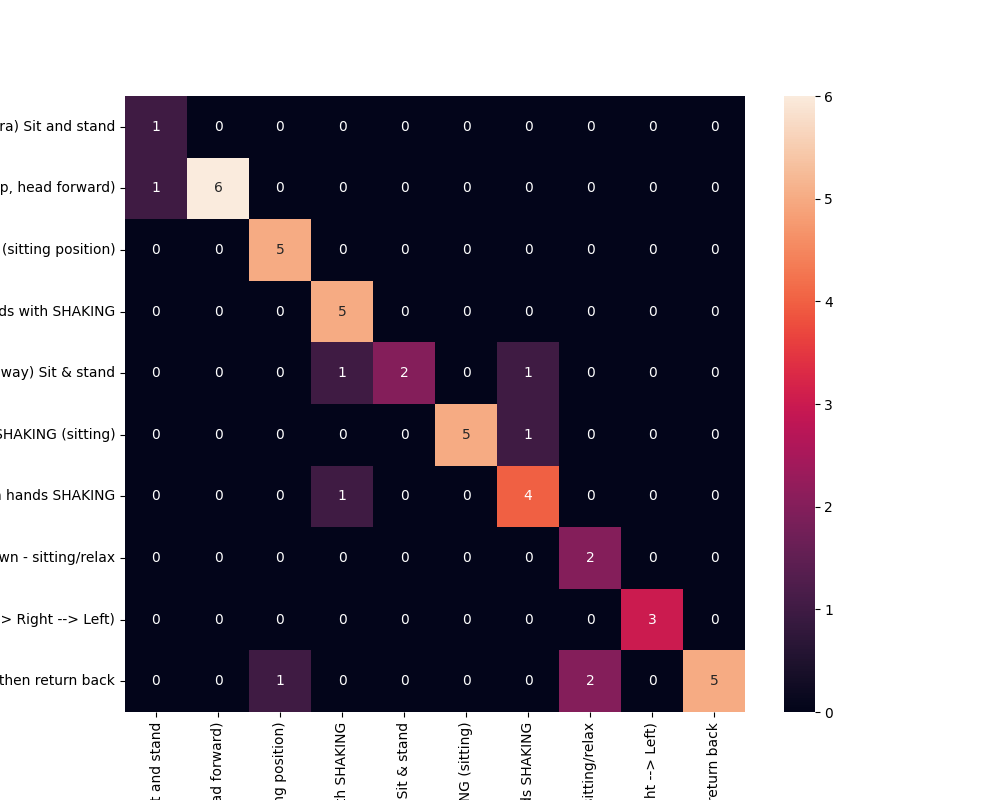 ra) Sit and stand 1 0 0 0 0 0 0 0 0 0
p, head forward) 1 6 0 0 0 0 0 0 0 0
(sitting position) 0 0 5 0 0 0 0 0 0 0
ds with SHAKING 0 0 0 5 0 0 0 0 0 0
way) Sit & stand 0 0 0 1 2 0 1 0 0 0
SHAKING (sitting) 0 0 0 0 0 5 1 0 0 0
hands SHAKING 0 0 0 1 0 0 4 0 0 0
wn - sitting/relax 0 0 0 0 0 0 0 2 0 0
> Right --> Left) 0 0 0 0 0 0 0 0 3 0
then return back 0 0 1 0 0 0 0 2 0 5
t and stand
ad forward)
ng position)
th SHAKING
Sit & stand
NG (sitting)
ds SHAKING
sitting/relax
ht --> Left)
return back
6
5
4
3
2
1
0